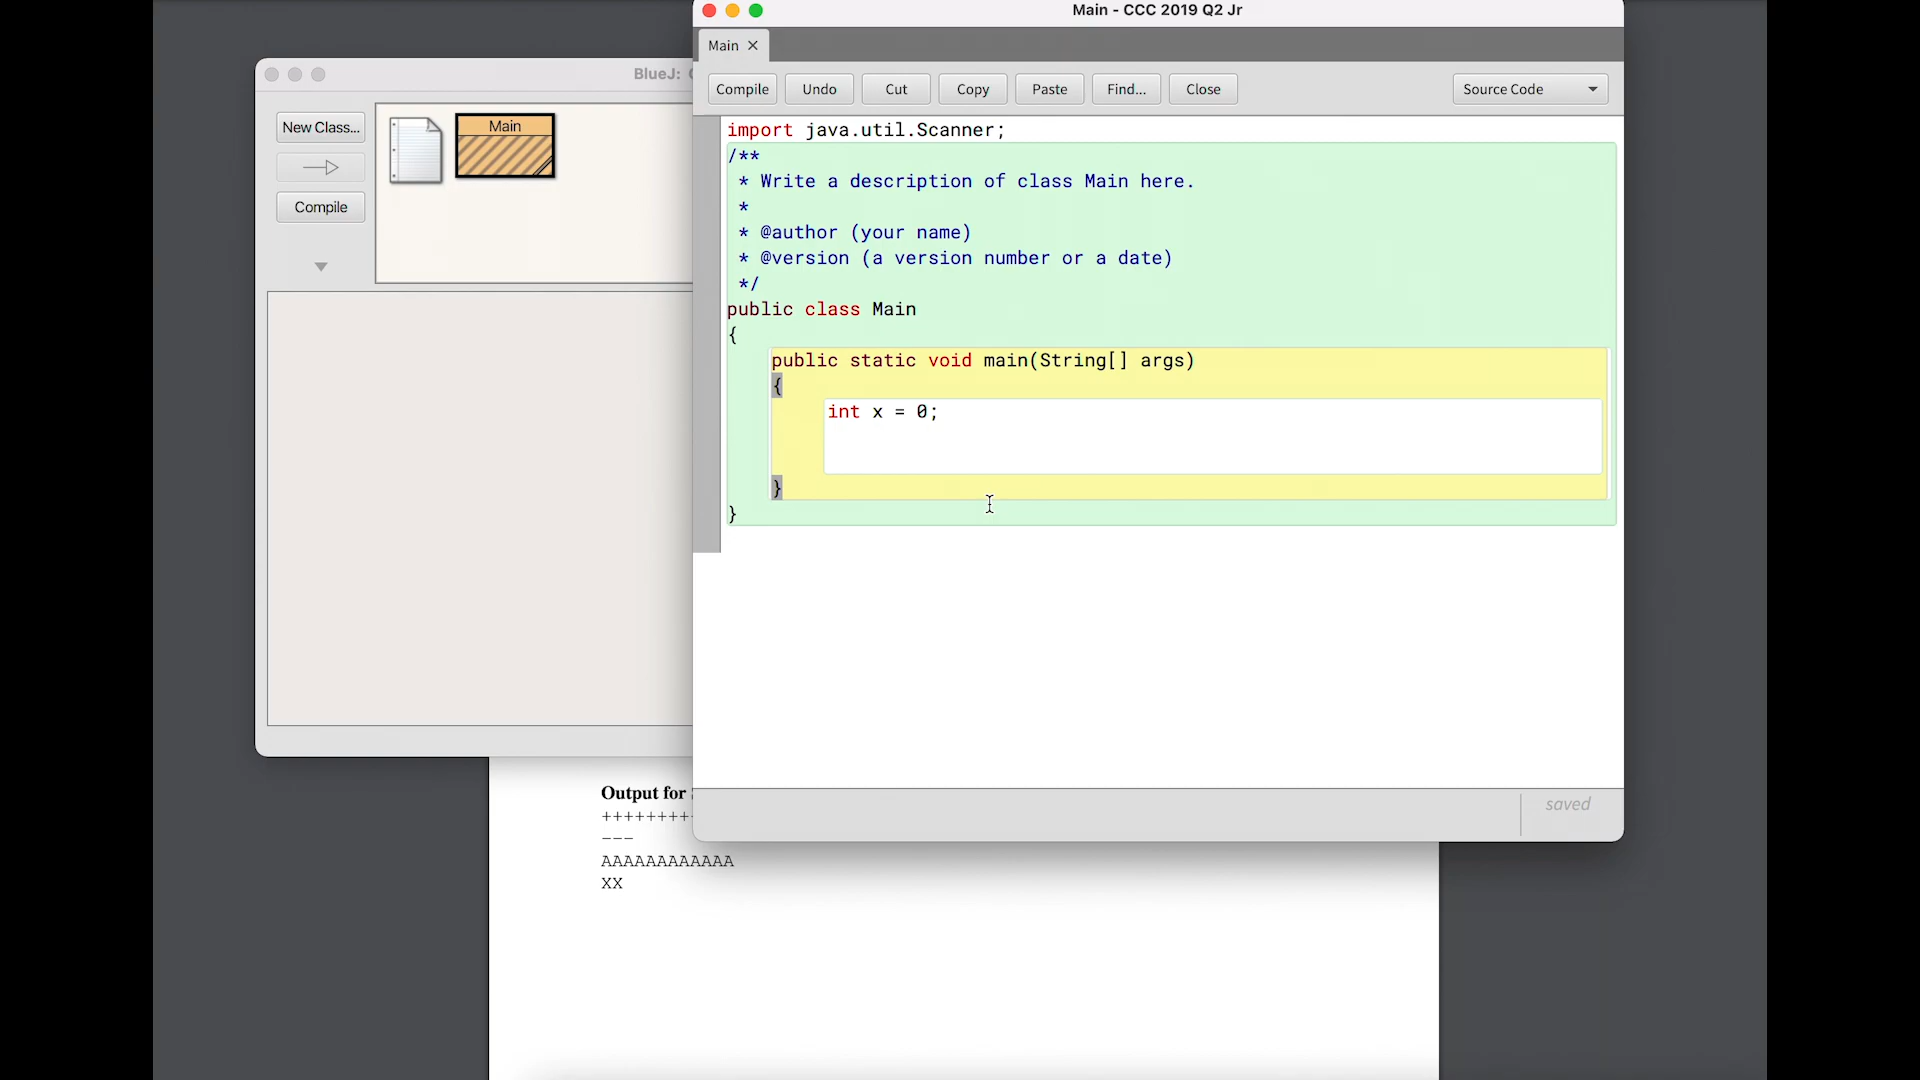 Main - CCC 2019 Q2 Jr
Main
Compile Undo Cut Copy Paste Find... Close Source Code
import java.util.Scanner;
/**
* Write a description of class Main here.
*
* @author (your name)
* @version (a version number or a date)
*/
public class Main
{
public static void main(String[] args)
{
int x = 0;
}
}
saved
BlueJ:
New Class...
Compile
Main
Output for
+++++++++
---
AAAAAAAAAAAA
XX